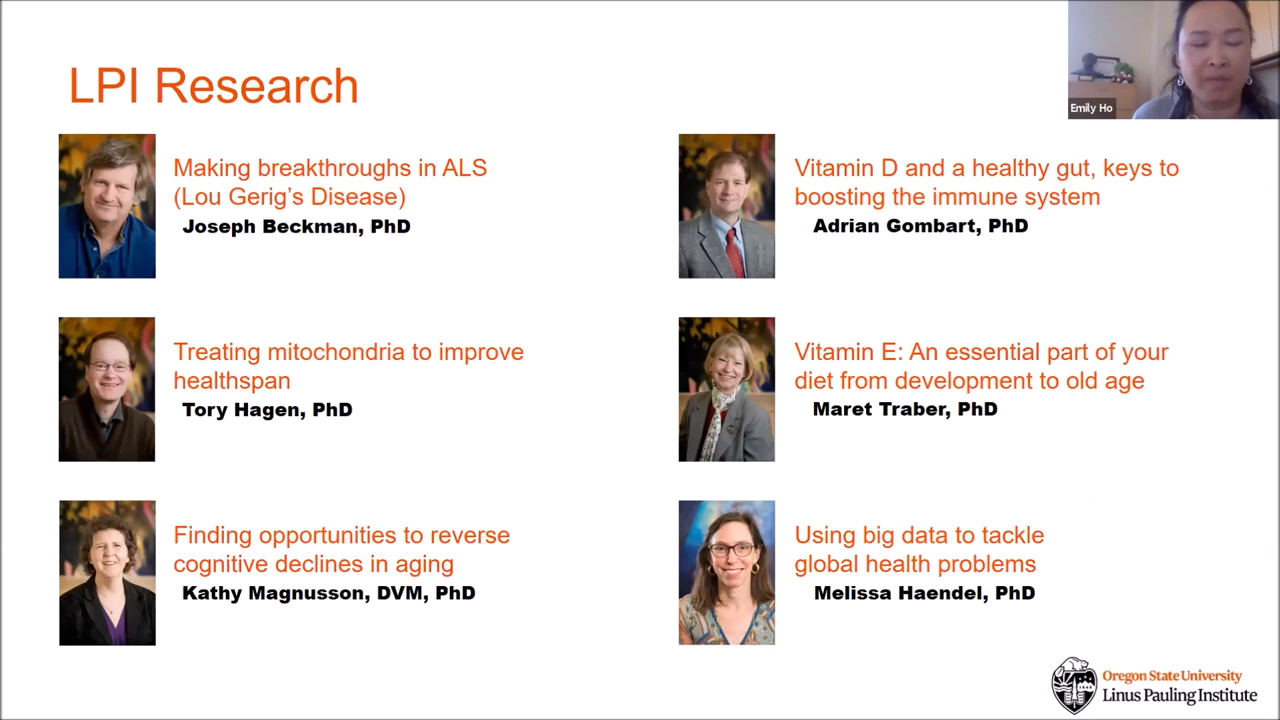 LPI Research
Emily Ho
Making breakthroughs in ALS
(Lou Gerig's Disease)
Joseph Beckman, PhD
Vitamin D and a healthy gut, keys to
boosting the immune system
Adrian Gombart, PhD
Treating mitochondria to improve
healthspan
Tory Hagen, PhD
Vitamin E: An essential part of your
diet from development to old age
Maret Traber, PhD
Finding opportunities to reverse
cognitive declines in aging
Kathy Magnusson, DVM, PhD
Using big data to tackle
global health problems
Melissa Haendel, PhD
Oregon State University
Linus Pauling Institute